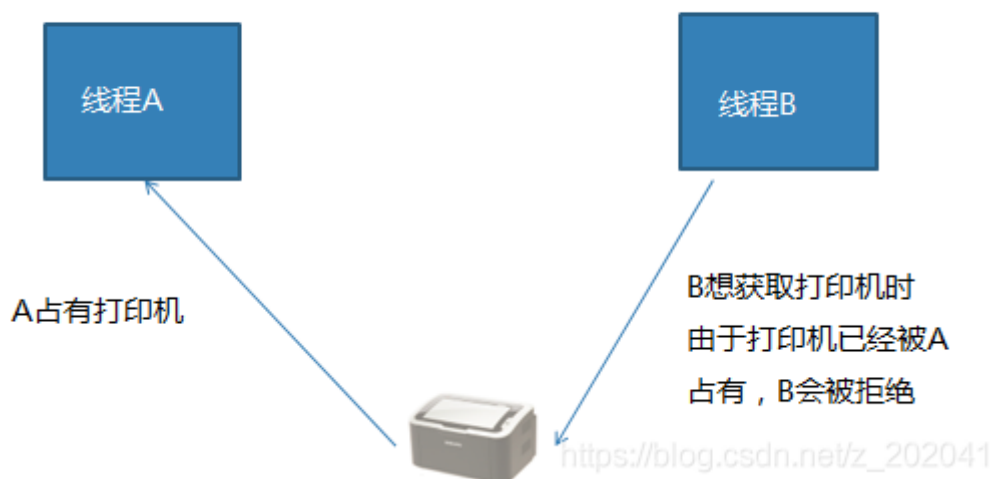 线程A
线程B
A占有打印机
B想获取打印机时
由于打印机已经被A
占有，B会被拒绝
https://blog.csdn.net/z_202041